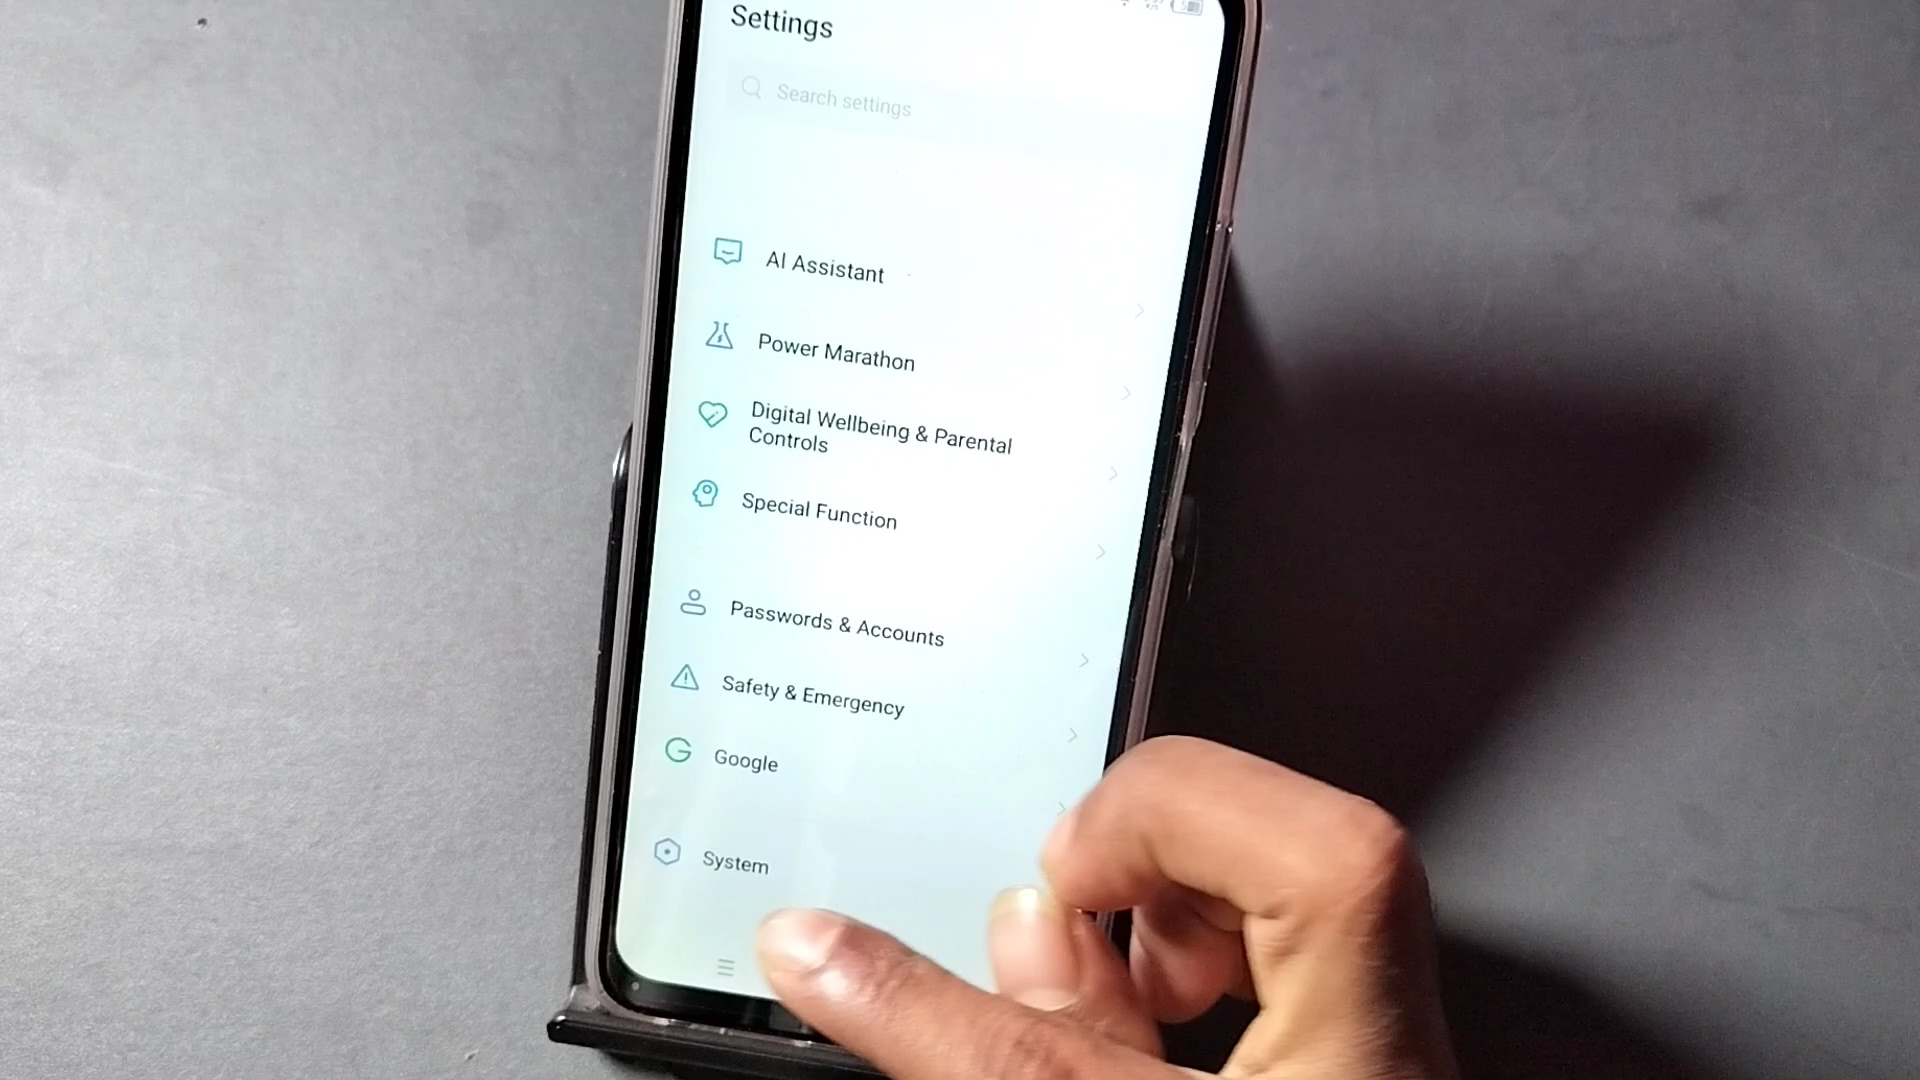 Settings
Search settings
AI Assistant
Power Marathon
Digital Wellbeing & Parental
Controls
Special Function
Passwords & Accounts
Safety & Emergency
Google
System